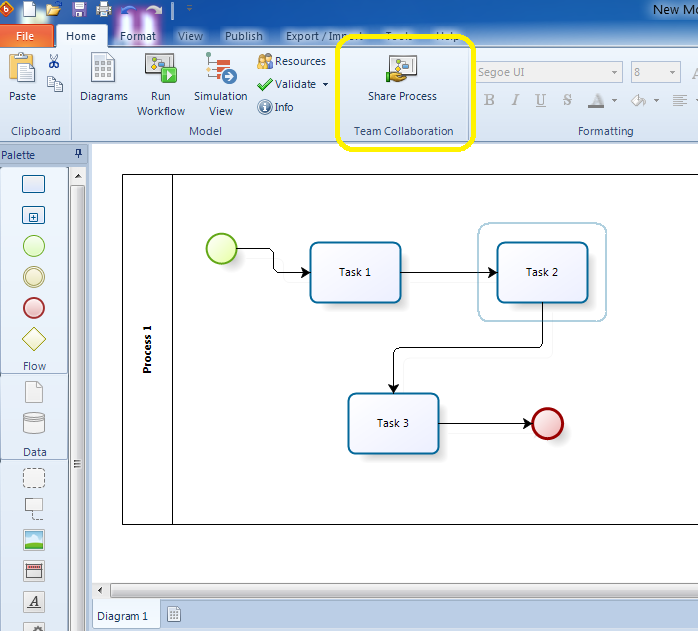 New Mo
File Home Format View Publish Export / Import Tools Help
Paste
Clipboard
Diagrams
Run
Workflow
Simulation
View
Resources
Validate
Info
Model
Share Process
Team Collaboration
Segoe UI 8
B I U S A
Formatting
Palette
Process 1
Task 1
Task 2
Task 3
Flow
Data
A
Diagram 1